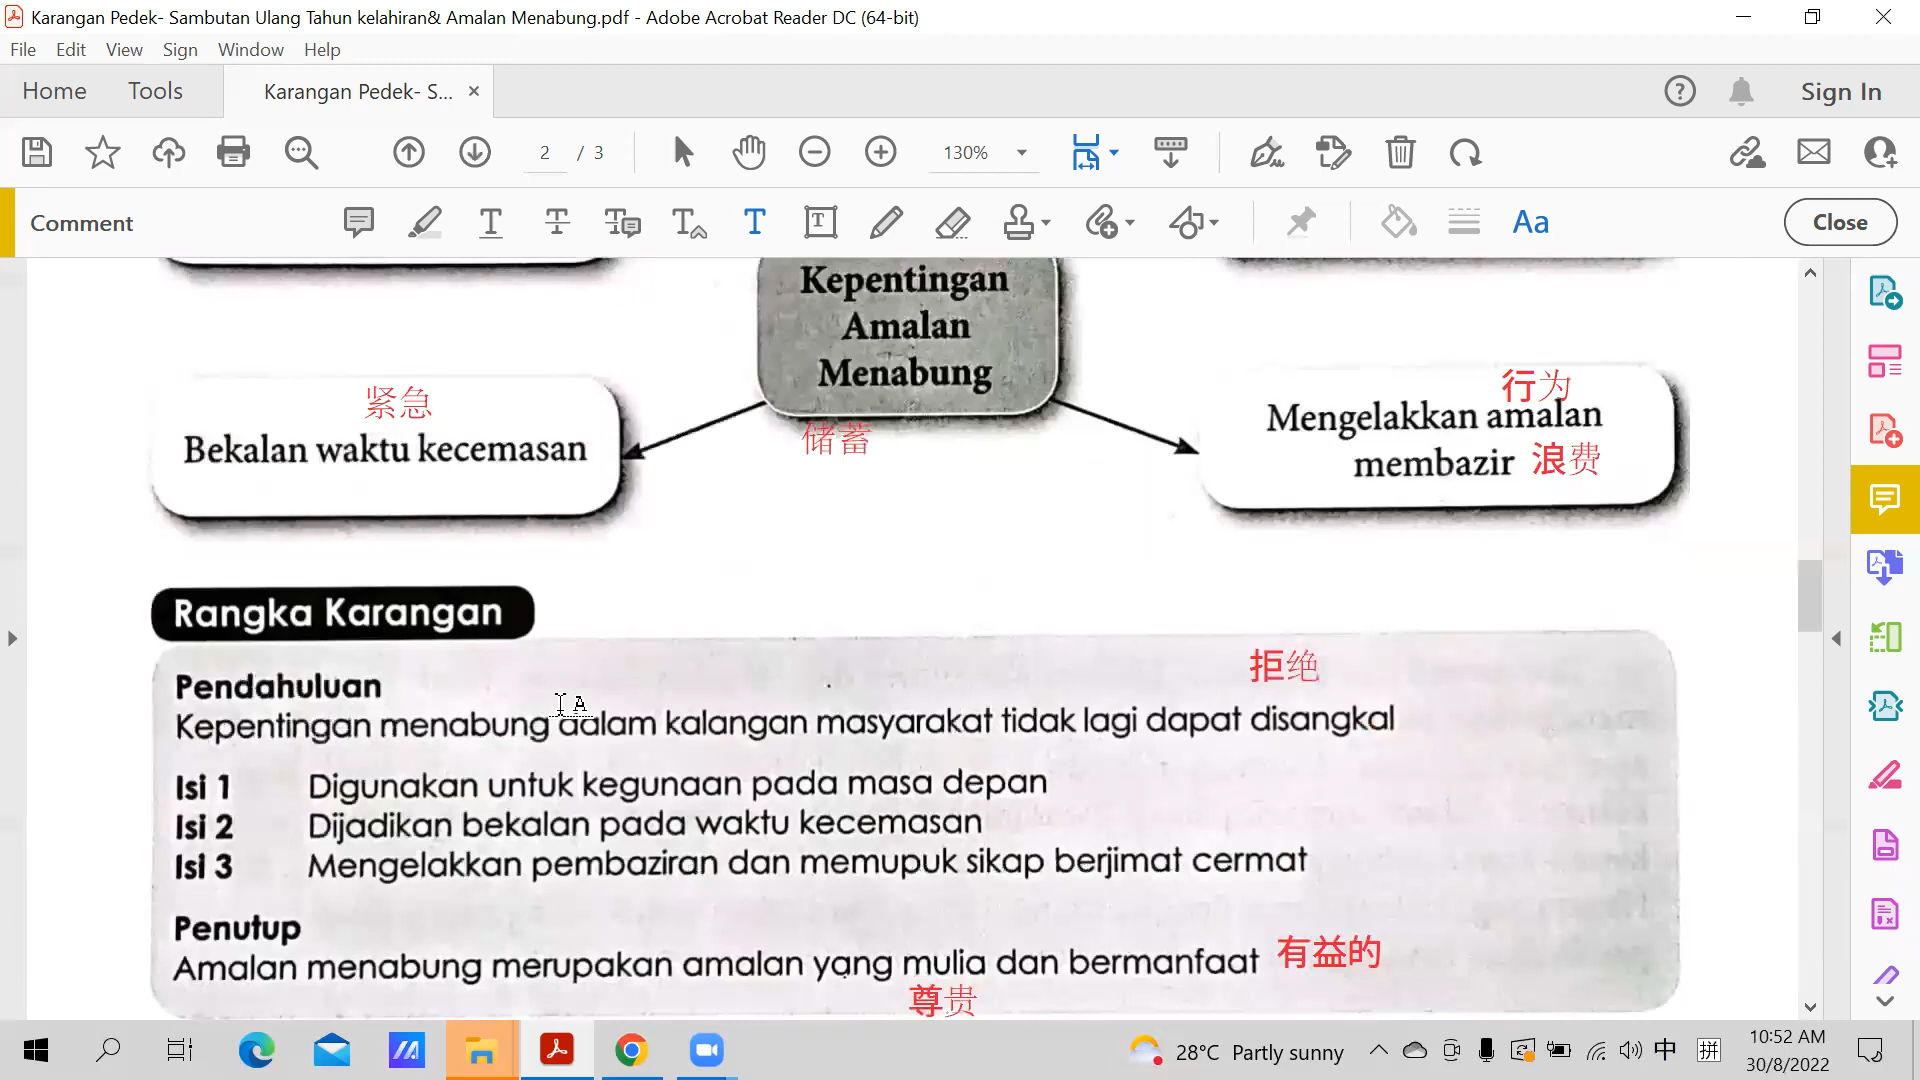 Karangan Pedek- Sambutan Ulang Tahun kelahiran& Amalan Menabung.pdf - Adobe Acrobat Reader DC (64-bit)
File Edit View Sign Window Help
Home Tools Karangan Pedek- S... × Sign In
2 / 3 130%
Comment Aa Close
Kepentingan
Amalan
Menabung
储蓄
紧急
Bekalan waktu kecemasan
行为
Mengelakkan amalan
membazir 浪费
Rangka Karangan
Pendahuluan
拒绝
Kepentingan menabung dalam kalangan masyarakat tidak lagi dapat disangkal
Isi 1 Digunakan untuk kegunaan pada masa depan
Isi 2 Dijadikan bekalan pada waktu kecemasan
Isi 3 Mengelakkan pembaziran dan memupuk sikap berjimat cermat
Penutup
Amalan menabung merupakan amalan yang mulia dan bermanfaat 有益的
尊贵
28°C Partly sunny 中 拼 10:52 AM
30/8/2022